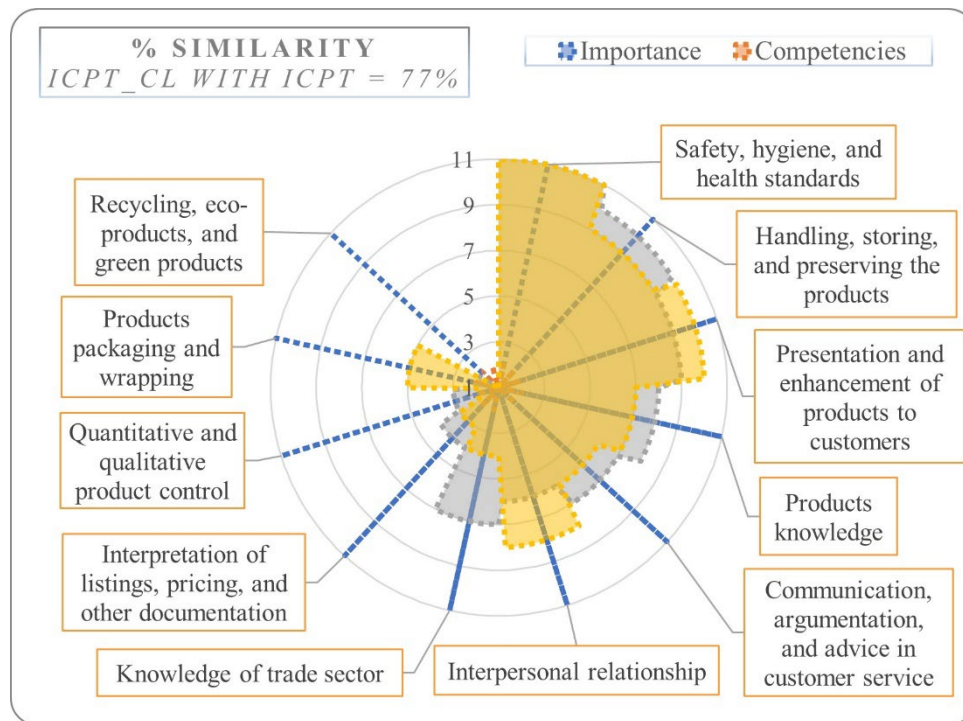 % SIMILARITY
ICPT_CL WITH ICPT = 77%
Importance
Competencies
11
9
7
5
3
1
Safety, hygiene, and
health standards
Handling, storing,
and preserving the
products
Presentation and
enhancement of
products to
customers
Products
knowledge
Communication,
argumentation,
and advice in
customer service
Interpersonal relationship
Knowledge of trade sector
Interpretation of
listings, pricing, and
other documentation
Quantitative and
qualitative
product control
Products
packaging and
wrapping
Recycling, eco-
products, and
green products